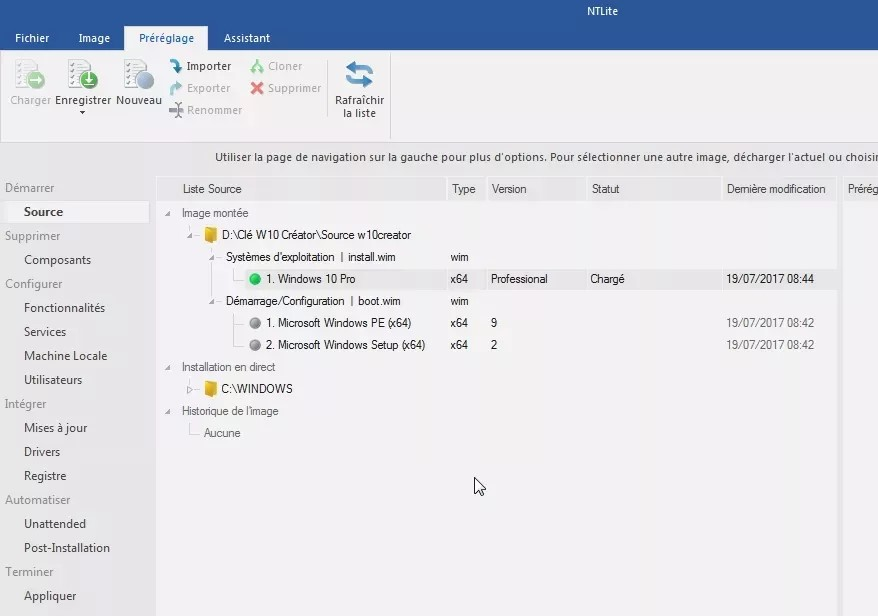 NTLite
Fichier Image Préréglage Assistant
Charger Enregistrer Nouveau
Importer Cloner
Exporter Supprimer
Renommer
Rafraîchir
la liste
Utiliser la page de navigation sur la gauche pour plus d'options. Pour sélectionner une autre image, décharger l'actuel ou choisir
Démarrer
Source
Supprimer
Composants
Configurer
Fonctionnalités
Services
Machine Locale
Utilisateurs
Intégrer
Mises à jour
Drivers
Registre
Automatiser
Unattended
Post-Installation
Terminer
Appliquer
Liste Source Type Version Statut Dernière modification Prérég
Image montée
D:\Clé W10 Créator\Source w10creator
Systèmes d'exploitation | install.wim wim
1. Windows 10 Pro x64 Professional Chargé 19/07/2017 08:44
Démarrage/Configuration | boot.wim wim
1. Microsoft Windows PE (x64) x64 9 19/07/2017 08:42
2. Microsoft Windows Setup (x64) x64 2 19/07/2017 08:42
Installation en direct
C:\WINDOWS
Historique de l'image
Aucune